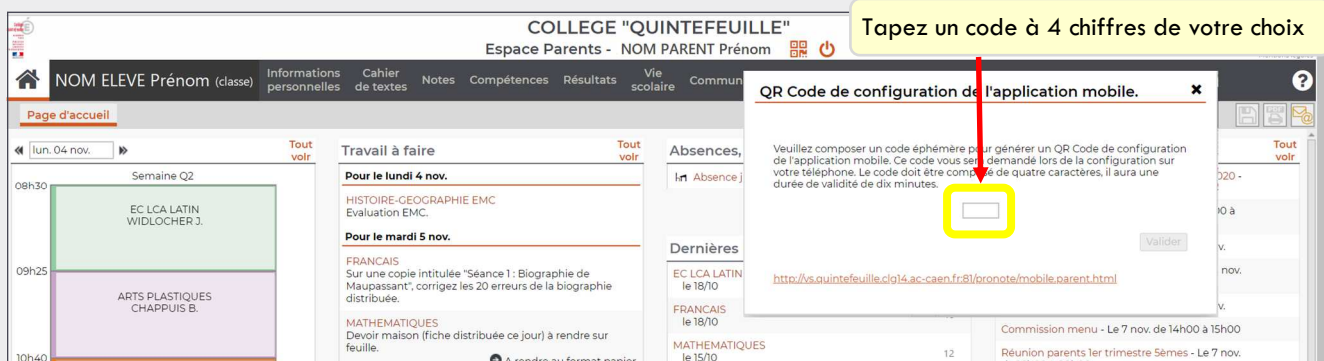 COLLEGE "QUINTEFEUILLE"
Espace Parents - NOM PARENT Prénom
Tapez un code à 4 chiffres de votre choix
NOM ELEVE Prénom (classe)
Informations personnelles
Cahier de textes
Notes
Compétences
Résultats
Vie scolaire
Commun
?
Page d'accueil
lun. 04 nov.
Tout voir
Semaine Q2
08h30
EC LCA LATIN
WIDLOCHER J.
09h25
ARTS PLASTIQUES
CHAPPUIS B.
10h40
Travail à faire
Tout voir
Pour le lundi 4 nov.
HISTOIRE-GEOGRAPHIE EMC
Evaluation EMC.
Pour le mardi 5 nov.
FRANCAIS
Sur une copie intitulée "Séance 1 : Biographie de
Maupassant", corrigez les 20 erreurs de la biographie
distribuée.
MATHEMATIQUES
Devoir maison (fiche distribuée ce jour) à rendre sur
feuille.
A rendre au format papier
Absences,
Absence j
Dernières
EC LCA LATIN
le 18/10
FRANCAIS
le 18/10
MATHEMATIQUES
le 15/10
12
QR Code de configuration de l'application mobile.
Veuillez composer un code éphémère pour générer un QR Code de configuration
de l'application mobile. Ce code vous sera demandé lors de la configuration sur
votre téléphone. Le code doit être composé de quatre caractères, il aura une
durée de validité de dix minutes.
Valider
http://vs.quintefeuille.clg14.ac-caen.fr:81/pronote/mobile.parent.html
Tout voir
020 -
00 à
v.
nov.
v.
Commission menu - Le 7 nov. de 14h00 à 15h00
Réunion parents 1er trimestre 5èmes - Le 7 nov.